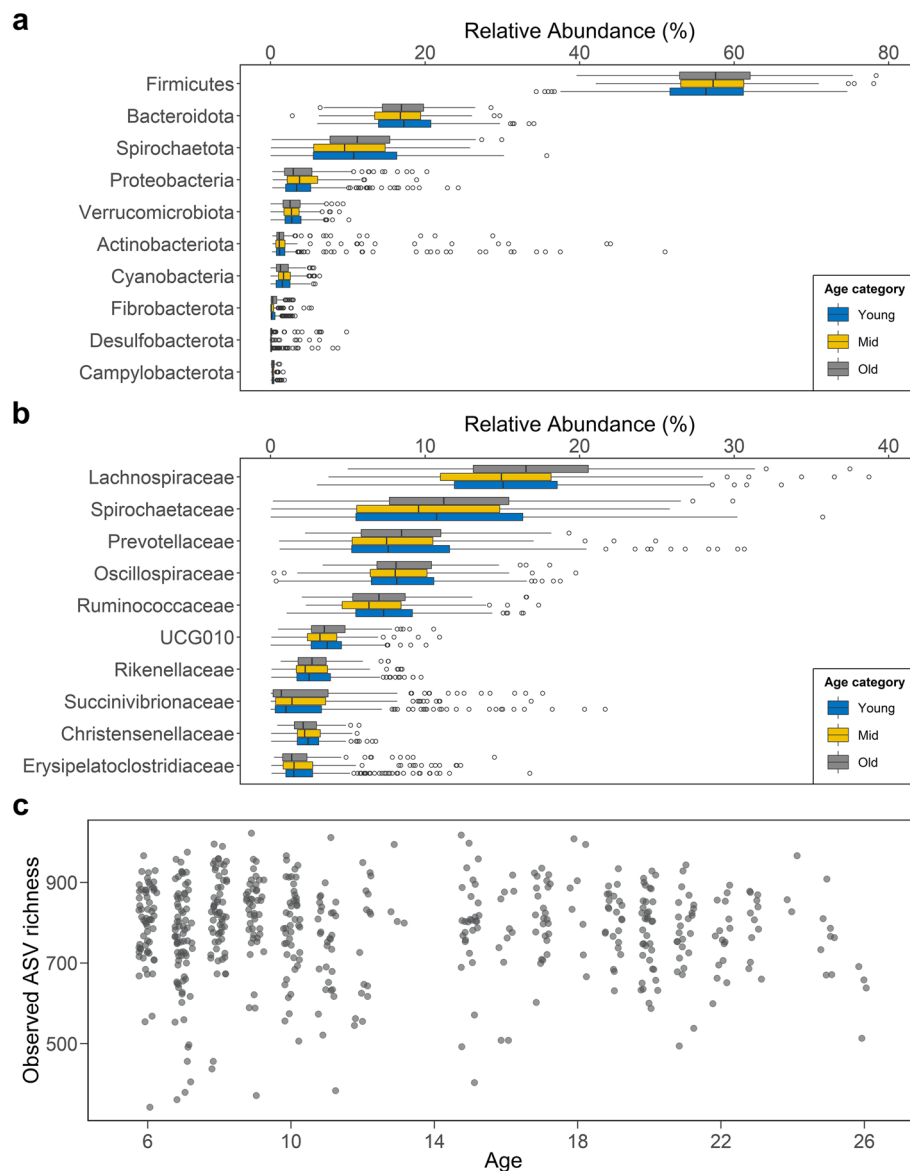 a
Relative Abundance (%)
0 20 40 60 80
Firmicutes
Bacteroidota
Spirochaetota
Proteobacteria
Verrucomicrobiota
Actinobacteriota
Cyanobacteria
Fibrobacterota
Desulfobacterota
Campylobacterota
Age category
Young
Mid
Old
b
Relative Abundance (%)
0 10 20 30 40
Lachnospiraceae
Spirochaetaceae
Prevotellaceae
Oscillospiraceae
Ruminococcaceae
UCG010
Rikenellaceae
Succinivibrionaceae
Christensenellaceae
Erysipelatoclostridiaceae
Age category
Young
Mid
Old
c
Observed ASV richness
900
700
500
6 10 14 18 22 26
Age